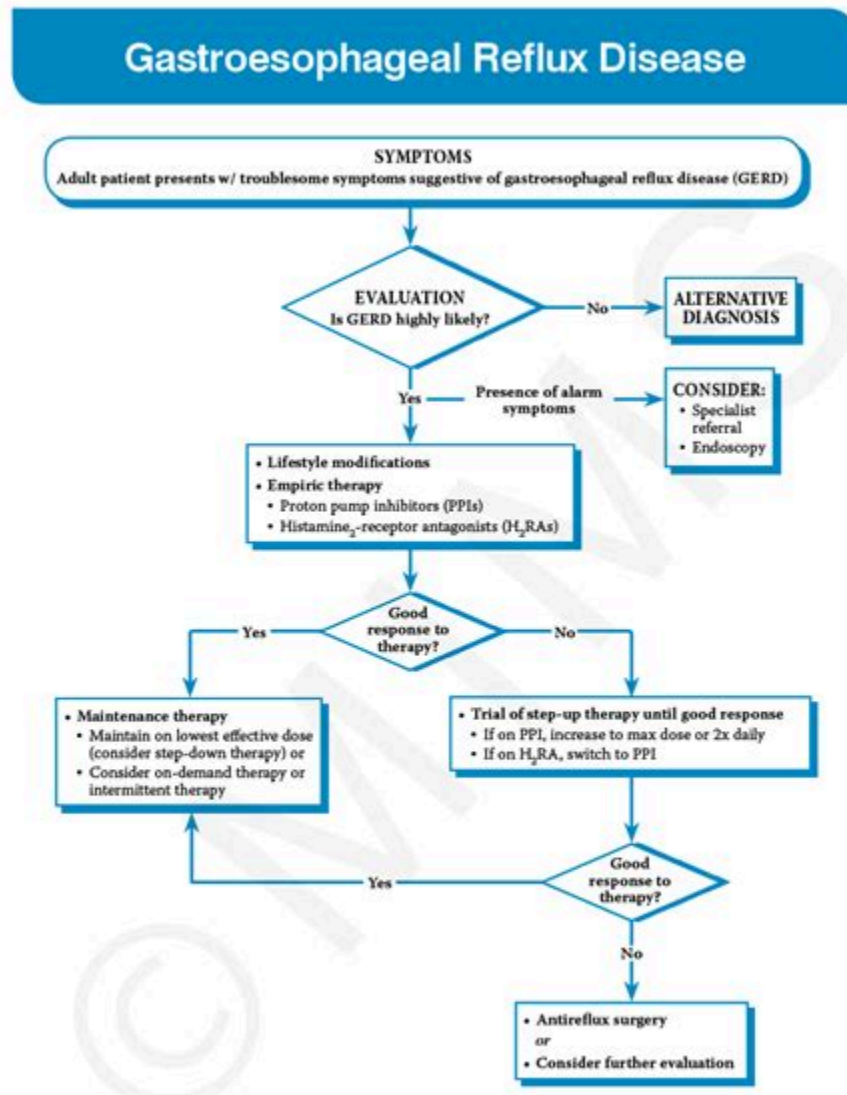 Gastroesophageal Reflux Disease
SYMPTOMS
Adult patient presents w/ troublesome symptoms suggestive of gastroesophageal reflux disease (GERD)
EVALUATION
Is GERD highly likely?
No
ALTERNATIVE
DIAGNOSIS
Yes
Presence of alarm
symptoms
CONSIDER:
• Specialist
referral
• Endoscopy
• Lifestyle modifications
• Empiric therapy
• Proton pump inhibitors (PPIs)
• Histamine₂-receptor antagonists (H₂RAs)
Good
response to
therapy?
Yes
No
• Maintenance therapy
• Maintain on lowest effective dose
(consider step-down therapy) or
• Consider on-demand therapy or
intermittent therapy
• Trial of step-up therapy until good response
• If on PPI, increase to max dose or 2x daily
• If on H₂RA, switch to PPI
Good
response to
therapy?
Yes
No
• Antireflux surgery
or
• Consider further evaluation
© MIMS